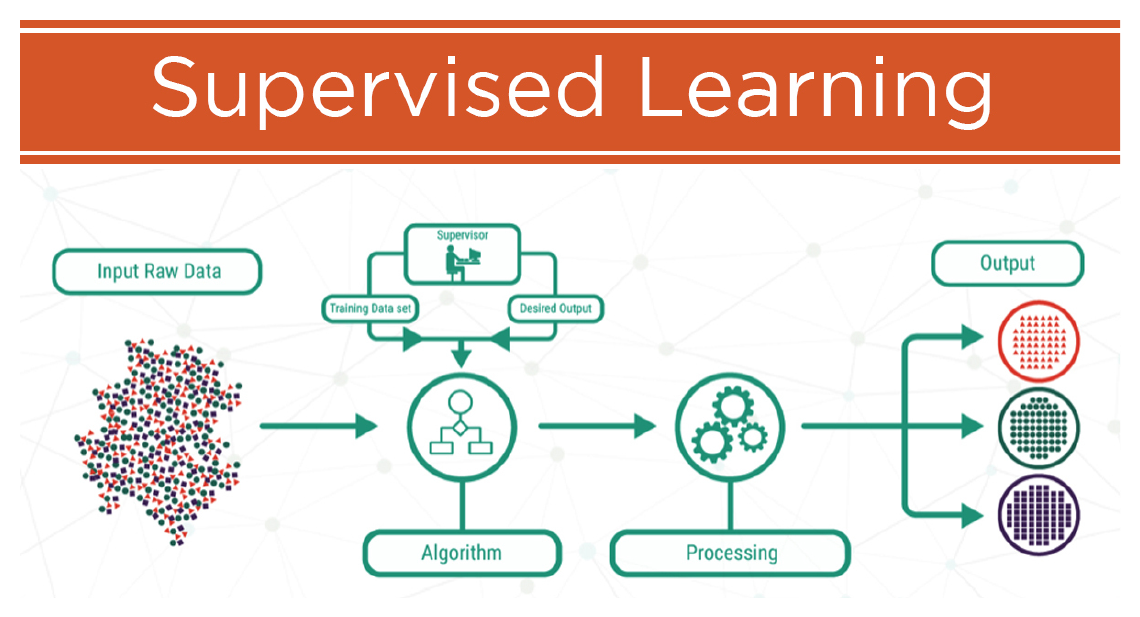 Supervised Learning
Supervisor
Input Raw Data
Output
Training Data set
Desired Output
Algorithm
Processing